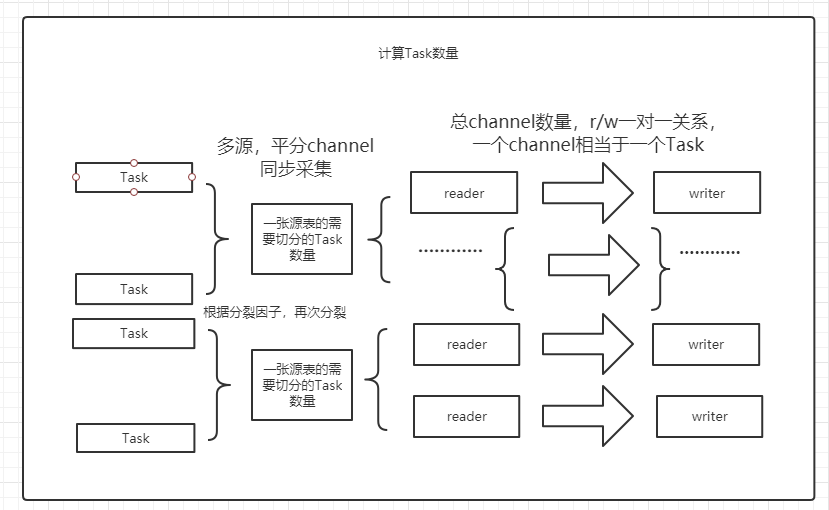 计算Task数量
总channel数量，r/w一对一关系，
一个channel相当于一个Task
多源，平分channel
同步采集
Task
reader
writer
一张源表的需
要切分的Task
数量
............
............
Task
根据分裂因子，再次分裂
Task
reader
writer
一张源表的需
要切分的Task
数量
reader
writer
Task